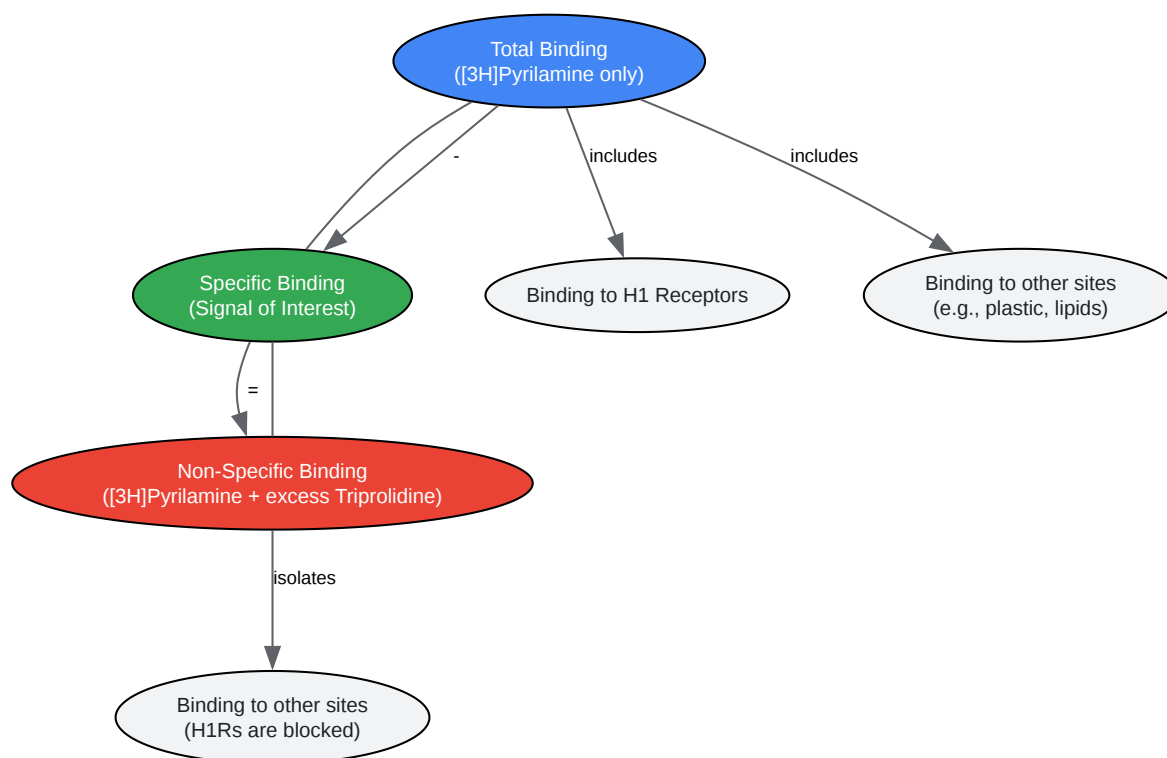 Total Binding
([3H]Pyrilamine only)
-
includes
includes
Specific Binding
(Signal of Interest)
Binding to H1 Receptors
Binding to other sites
(e.g., plastic, lipids)
=
Non-Specific Binding
([3H]Pyrilamine + excess Triprolidine)
isolates
Binding to other sites
(H1Rs are blocked)